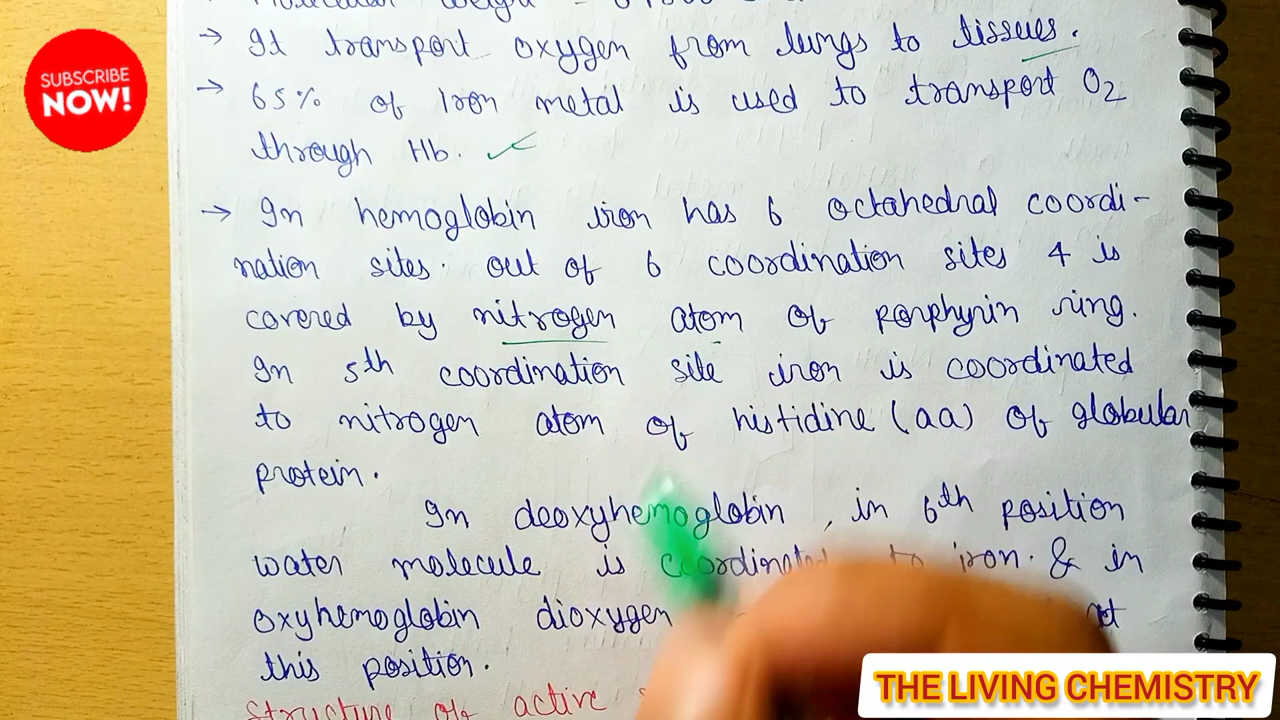 → It transport oxygen from lungs to tissues.
→ 65% of Iron metal is used to transport O2
through Hb.
→ In hemoglobin iron has 6 octahedral coordi-
nation sites. out of 6 coordination sites 4 is
covered by nitrogen atom of porphyrin ring.
In 5th coordination site iron is coordinated
to nitrogen atom of histidine (aa) of globular
protein.
In deoxyhemoglobin, in 6th position
water molecule is coordinated to iron. & in
oxyhemoglobin dioxygen
this position.
Structure of active
SUBSCRIBE
NOW!
THE LIVING CHEMISTRY